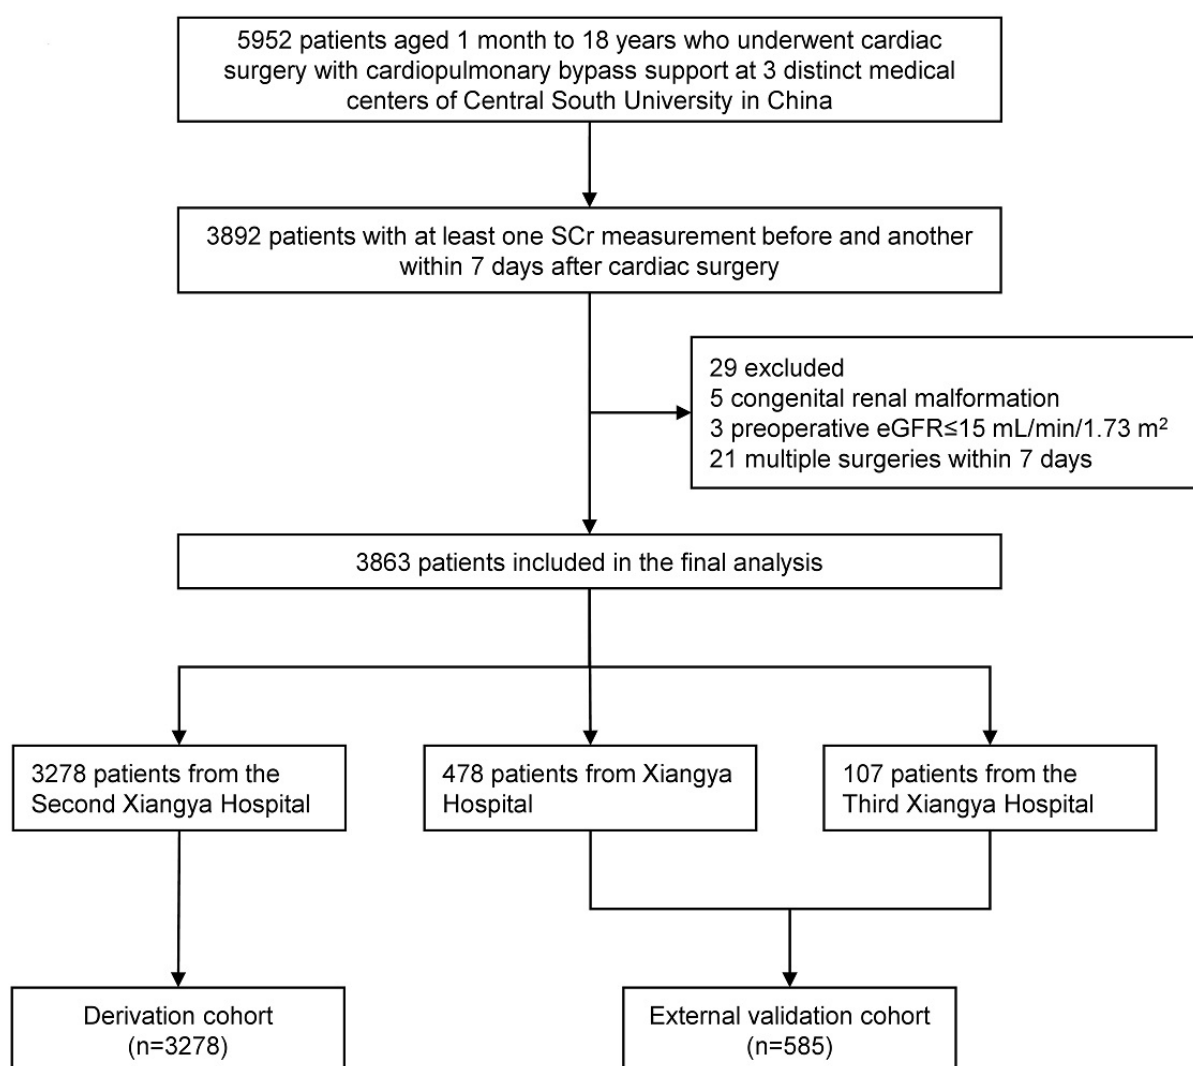 5952 patients aged 1 month to 18 years who underwent cardiac
surgery with cardiopulmonary bypass support at 3 distinct medical
centers of Central South University in China
3892 patients with at least one SCr measurement before and another
within 7 days after cardiac surgery
29 excluded
5 congenital renal malformation
3 preoperative eGFR≤15 mL/min/1.73 m²
21 multiple surgeries within 7 days
3863 patients included in the final analysis
3278 patients from the
Second Xiangya Hospital
478 patients from Xiangya
Hospital
107 patients from the
Third Xiangya Hospital
Derivation cohort
(n=3278)
External validation cohort
(n=585)